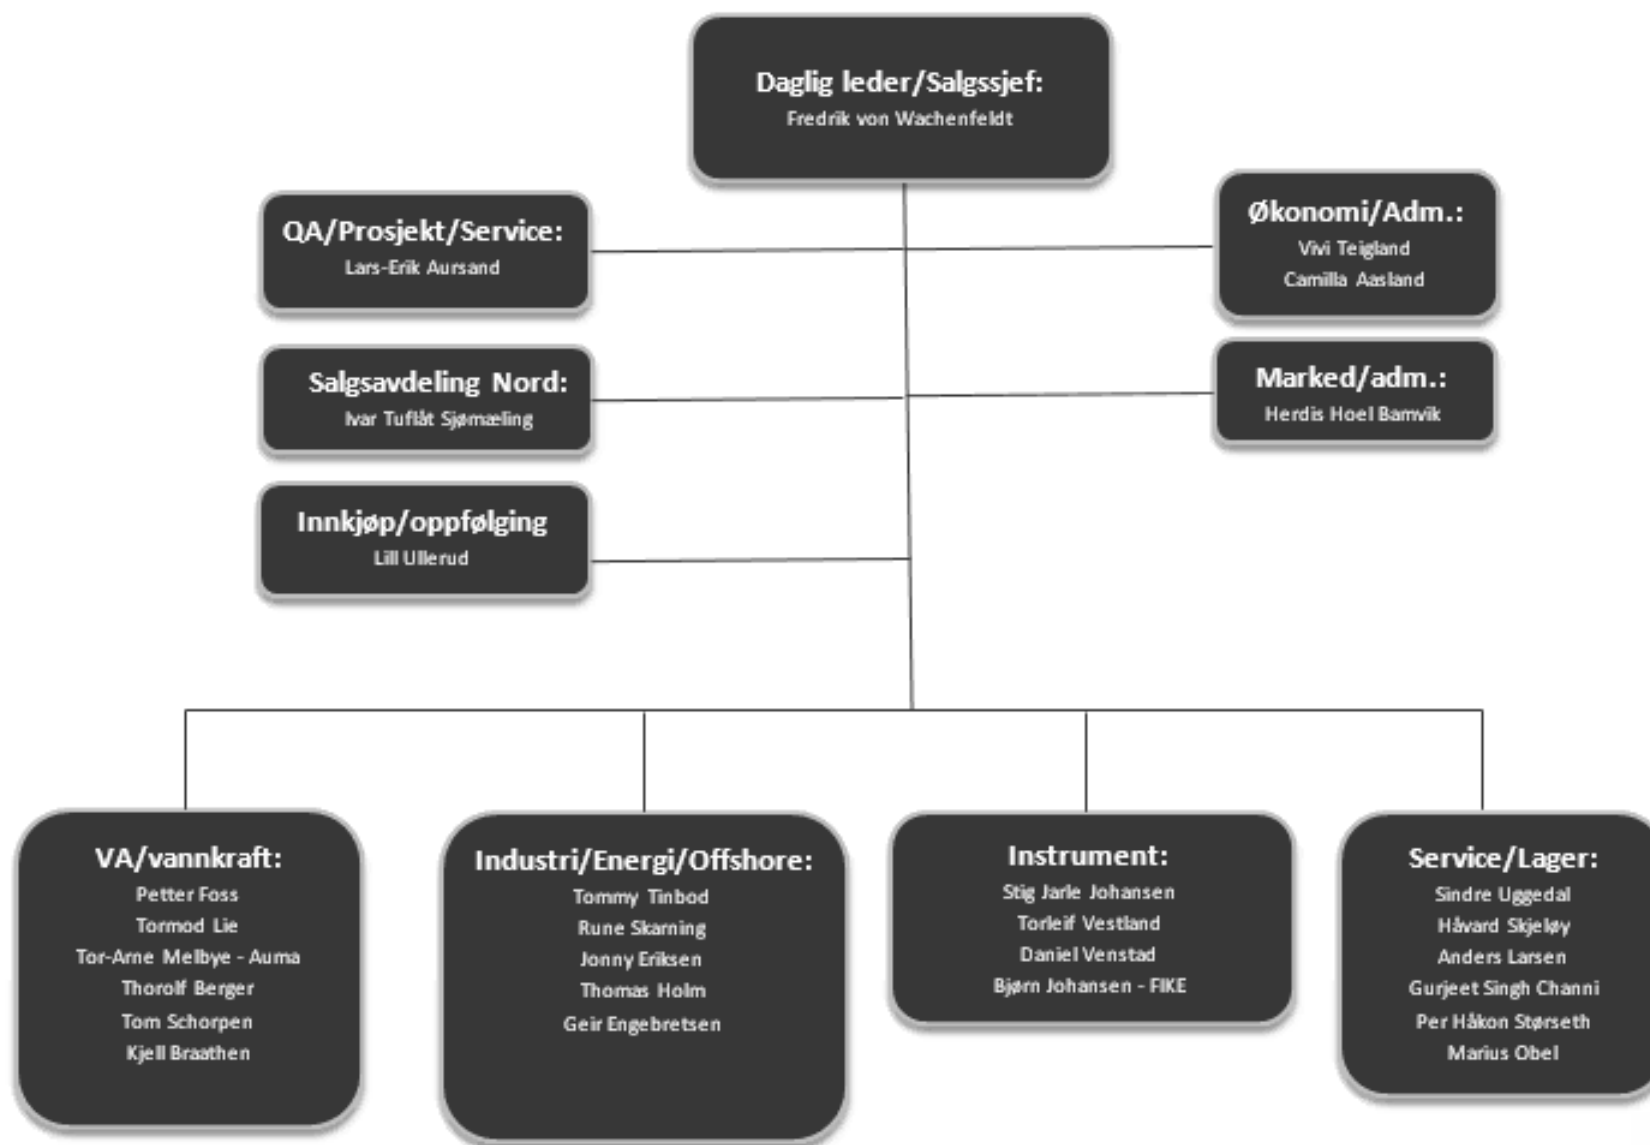 Daglig leder/Salgssjef:
Fredrik von Wachenfeldt
QA/Prosjekt/Service:
Lars-Erik Aursand
Økonomi/Adm.:
Vivi Teigland
Camilla Aasland
Salgsavdeling Nord:
Ivar Tuflåt Sjømæling
Marked/adm.:
Herdis Hoel Bamvik
Innkjøp/oppfølging
Lill Ullerud
VA/vannkraft:
Petter Foss
Tormod Lie
Tor-Arne Melbye - Auma
Thorolf Berger
Tom Schorpen
Kjell Braathen
Industri/Energi/Offshore:
Tommy Tinbod
Rune Skarning
Jonny Eriksen
Thomas Holm
Geir Engebretsen
Instrument:
Stig Jarle Johansen
Torleif Vestland
Daniel Venstad
Bjørn Johansen - FIKE
Service/Lager:
Sindre Uggedal
Håvard Skjeløy
Anders Larsen
Gurjeet Singh Channi
Per Håkon Størseth
Marius Obel